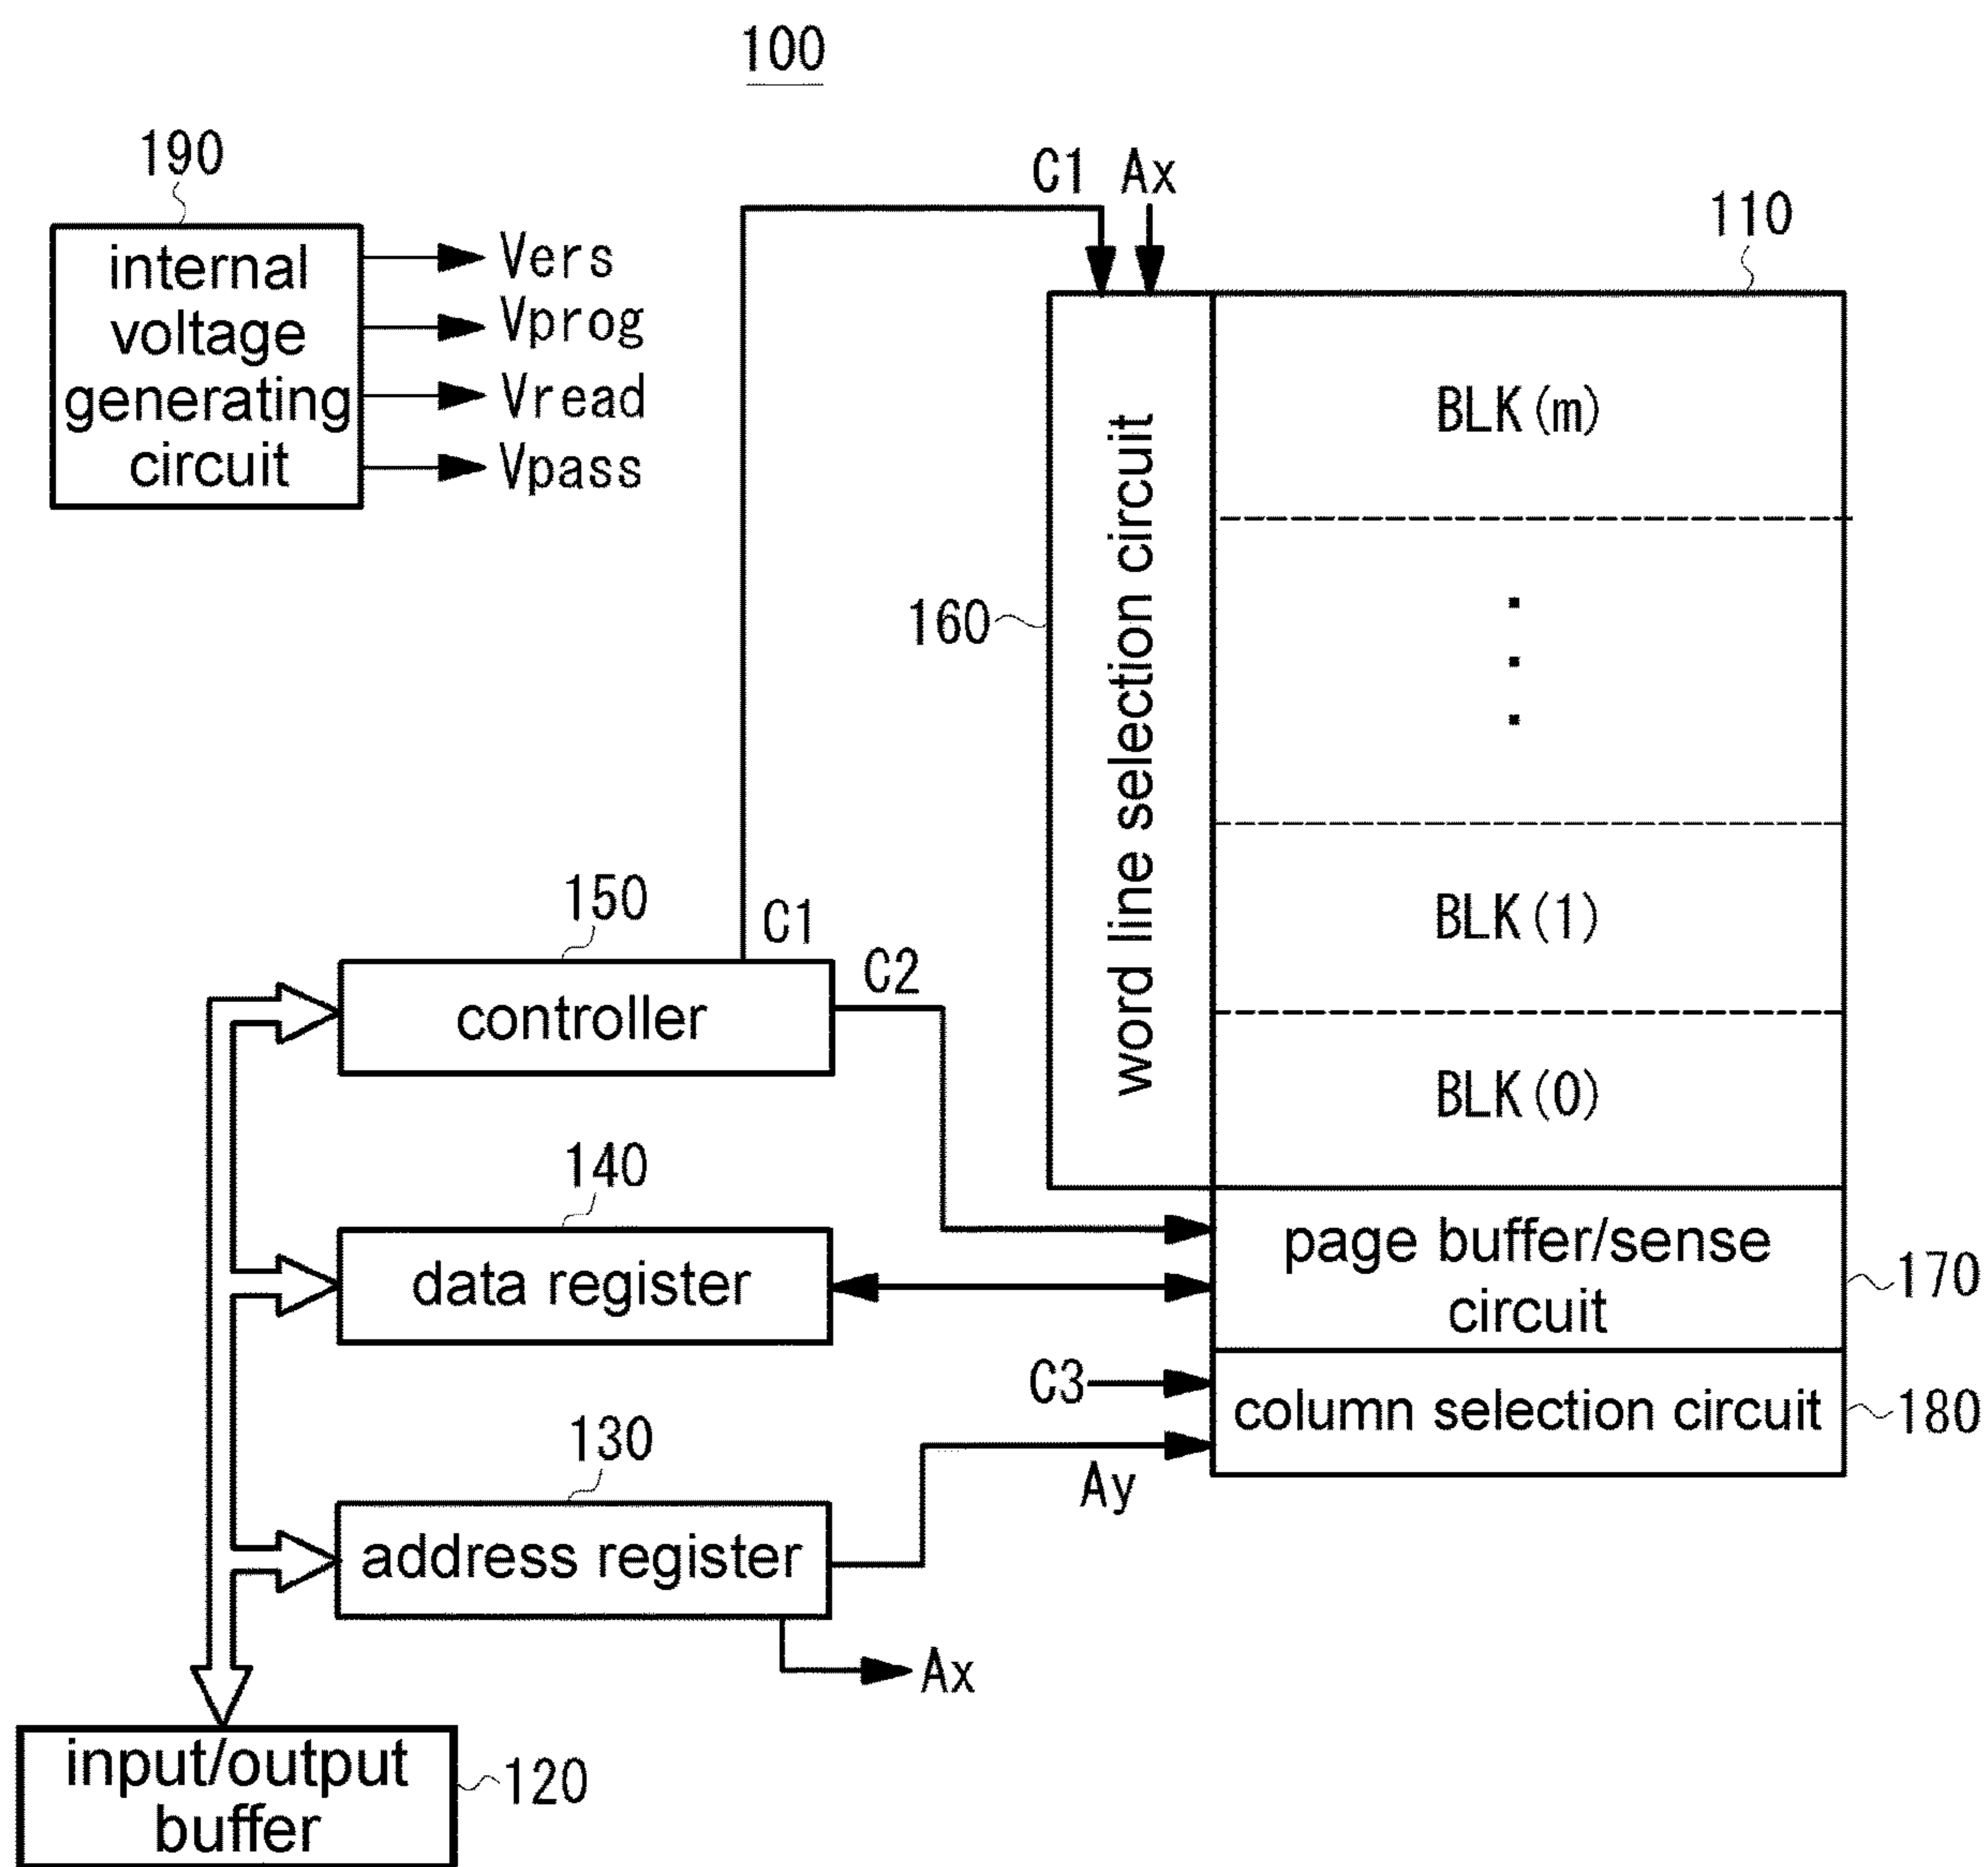 100
190
internal
voltage
generating
circuit
Vers
Vprog
Vread
Vpass
C1 Ax
110
160
word line selection circuit
BLK(m)
BLK(1)
BLK(0)
150
C1
C2
controller
140
data register
page buffer/sense
circuit
170
C3
column selection circuit
180
130
Ay
address register
Ax
input/output
buffer
120